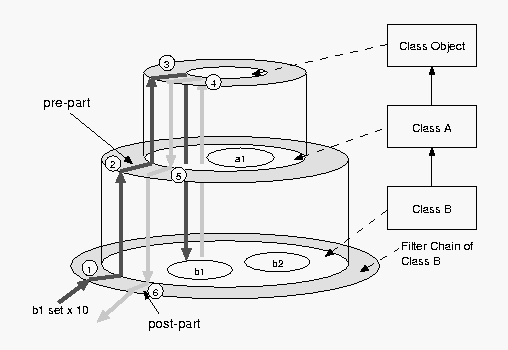 Class Object
3
4
pre-part
Class A
2
a1
5
Class B
Filter Chain of
Class B
1
b1
b2
6
b1 set x 10
post-part